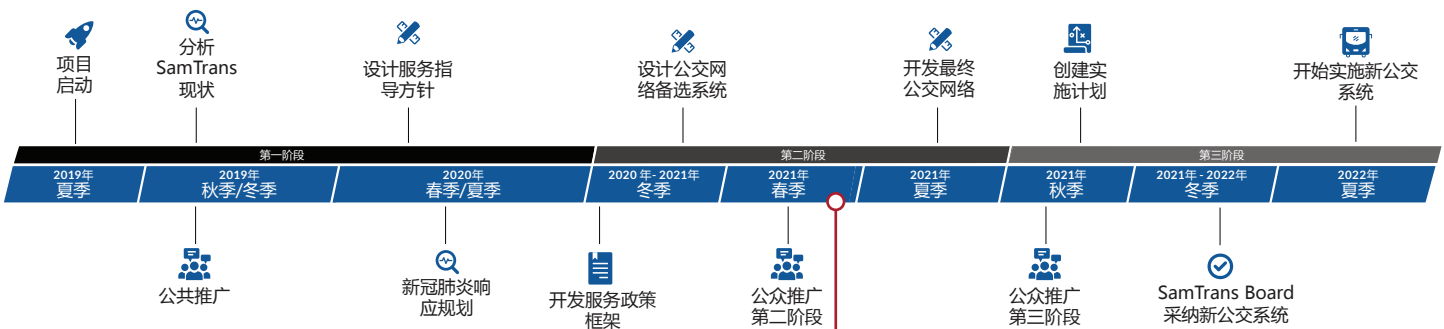 项目
启动
分析
SamTrans
现状
设计服务指
导方针
设计公交网
络备选系统
开发最终
公交网络
创建实
施计划
开始实施新公交
系统
第一阶段
第二阶段
第三阶段
2019年
夏季
2019年
秋季/冬季
2020年
春季/夏季
2020 年- 2021年
冬季
2021年
春季
2021年
夏季
2021年
秋季
2021年 - 2022年
冬季
2022年
夏季
公共推广
新冠肺炎响
应规划
开发服务政策
框架
公众推广
第二阶段
公众推广
第三阶段
SamTrans Board
采纳新公交系统